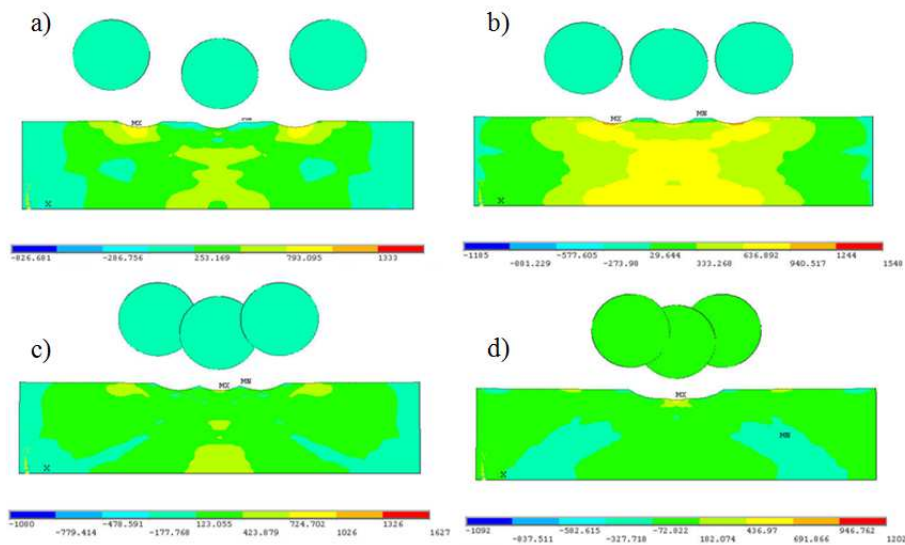 a)
b)
MX
MX
MN
X
X
-826.681 -286.756 253.169 793.095 1333
-1185 -577.605 29.644 636.892 1244
-881.229 -273.98 333.268 940.517 1548
c)
d)
MX
MN
MX
MN
X
X
-1080 -478.591 123.055 724.702 1326
-779.414 -177.768 423.879 1026 1627
-1092 -582.615 -72.822 436.97 946.762
-837.511 -327.718 182.074 691.866 1202